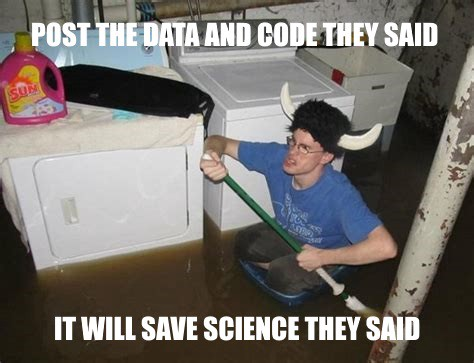 POST THE DATA AND CODE THEY SAID
SUN
IT WILL SAVE SCIENCE THEY SAID